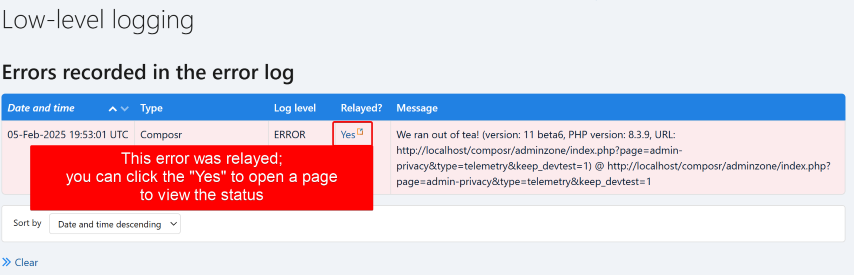 Low-level logging
Errors recorded in the error log
Date and time Type Log level Relayed? Message
05-Feb-2025 19:53:01 UTC Composr ERROR Yes We ran out of tea! (version: 11 beta6, PHP version: 8.3.9, URL:
http://localhost/composr/adminzone/index.php?page=admin-
privacy&type=telemetry&keep_devtest=1) @ http://localhost/composr/adminzone/index.php?
page=admin-privacy&type=telemetry&keep_devtest=1
This error was relayed;
you can click the "Yes" to open a page
to view the status
Sort by Date and time descending
Clear